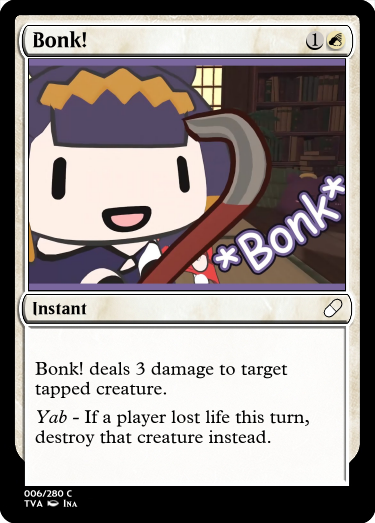 Bonk!
1
*Bonk*
Instant
Bonk! deals 3 damage to target
tapped creature.
Yab - If a player lost life this turn,
destroy that creature instead.
006/280 C
TVA INA